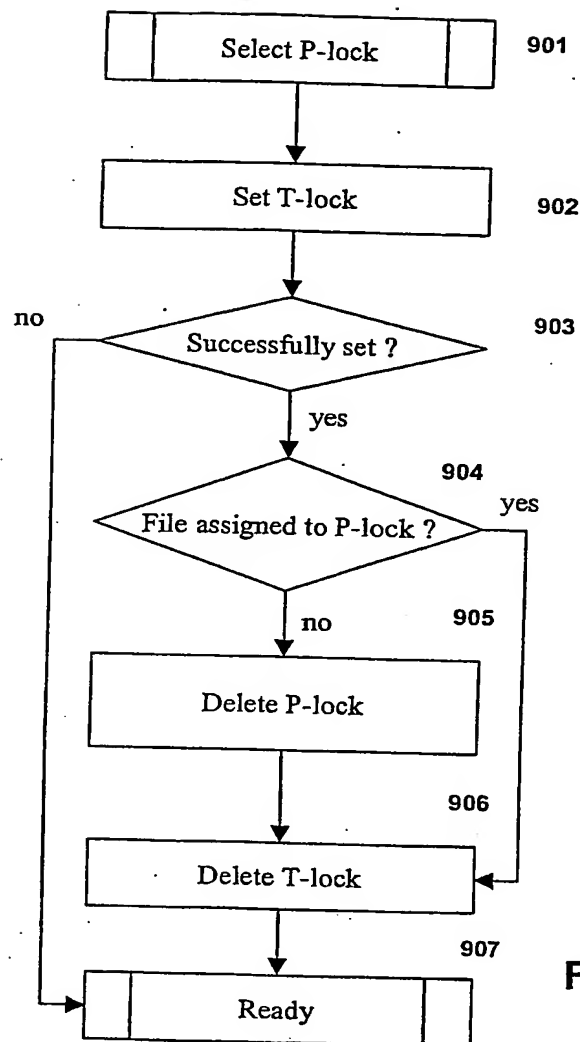 Select P-lock 901
Set T-lock 902
no 903
Successfully set ?
yes
904
File assigned to P-lock ? yes
no 905
Delete P-lock
906
Delete T-lock
907
F
Ready